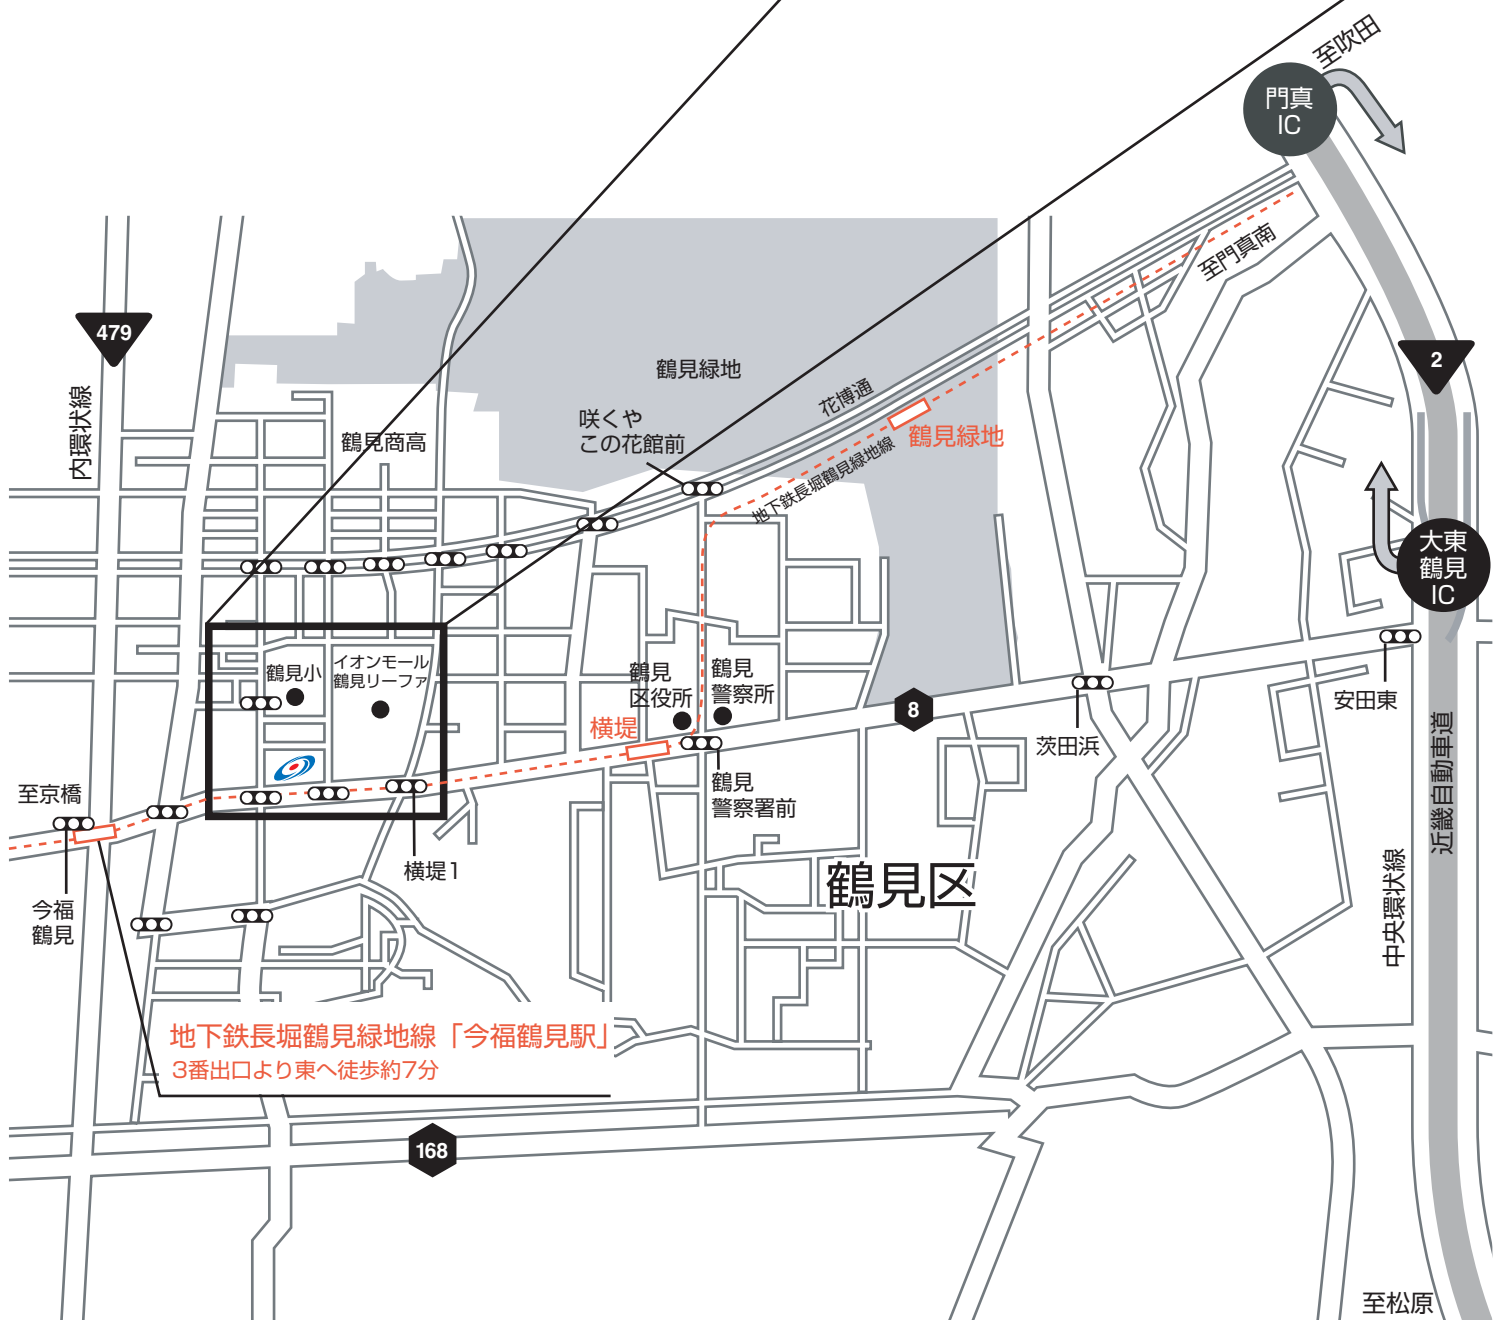 至吹田
門真
IC
至門真南
479
内環状線
2
鶴見緑地
花博通
咲くや
この花館前
鶴見緑地
地下鉄長堀鶴見緑地線
鶴見商高
大東
鶴見
IC
安田東
鶴見小
イオンモール
鶴見リーファ
鶴見
区役所
鶴見
警察所
横堤
8
茨田浜
近畿自動車道
鶴見
警察署前
至京橋
横堤1
鶴見区
中央環状線
今福
鶴見
地下鉄長堀鶴見緑地線「今福鶴見駅」
3番出口より東へ徒歩約7分
168
至松原